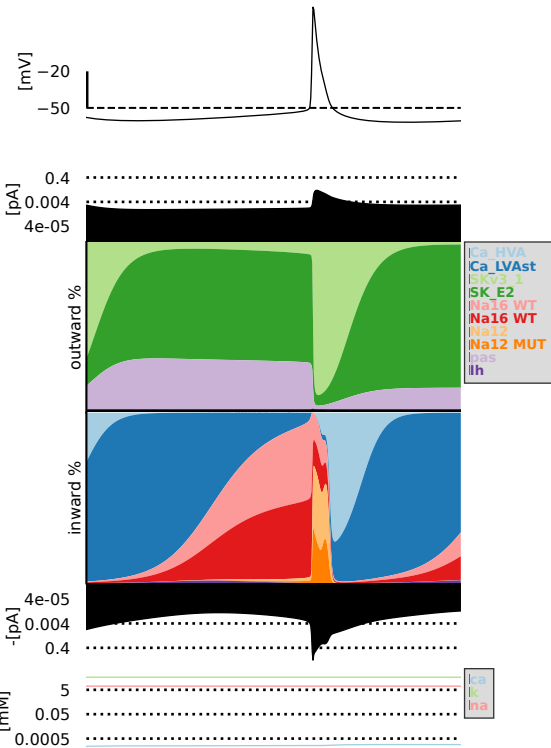 [mV]
−20
−50
[pA]
0.4
0.004
4e-05
outward %
Ca_HVA
Ca_LVAst
SKv3_1
SK_E2
Na16 WT
Na16 WT
Na12
Na12 MUT
pas
Ih
inward %
-[pA]
4e-05
0.004
0.4
[mM]
5
0.05
0.0005
ca
k
na